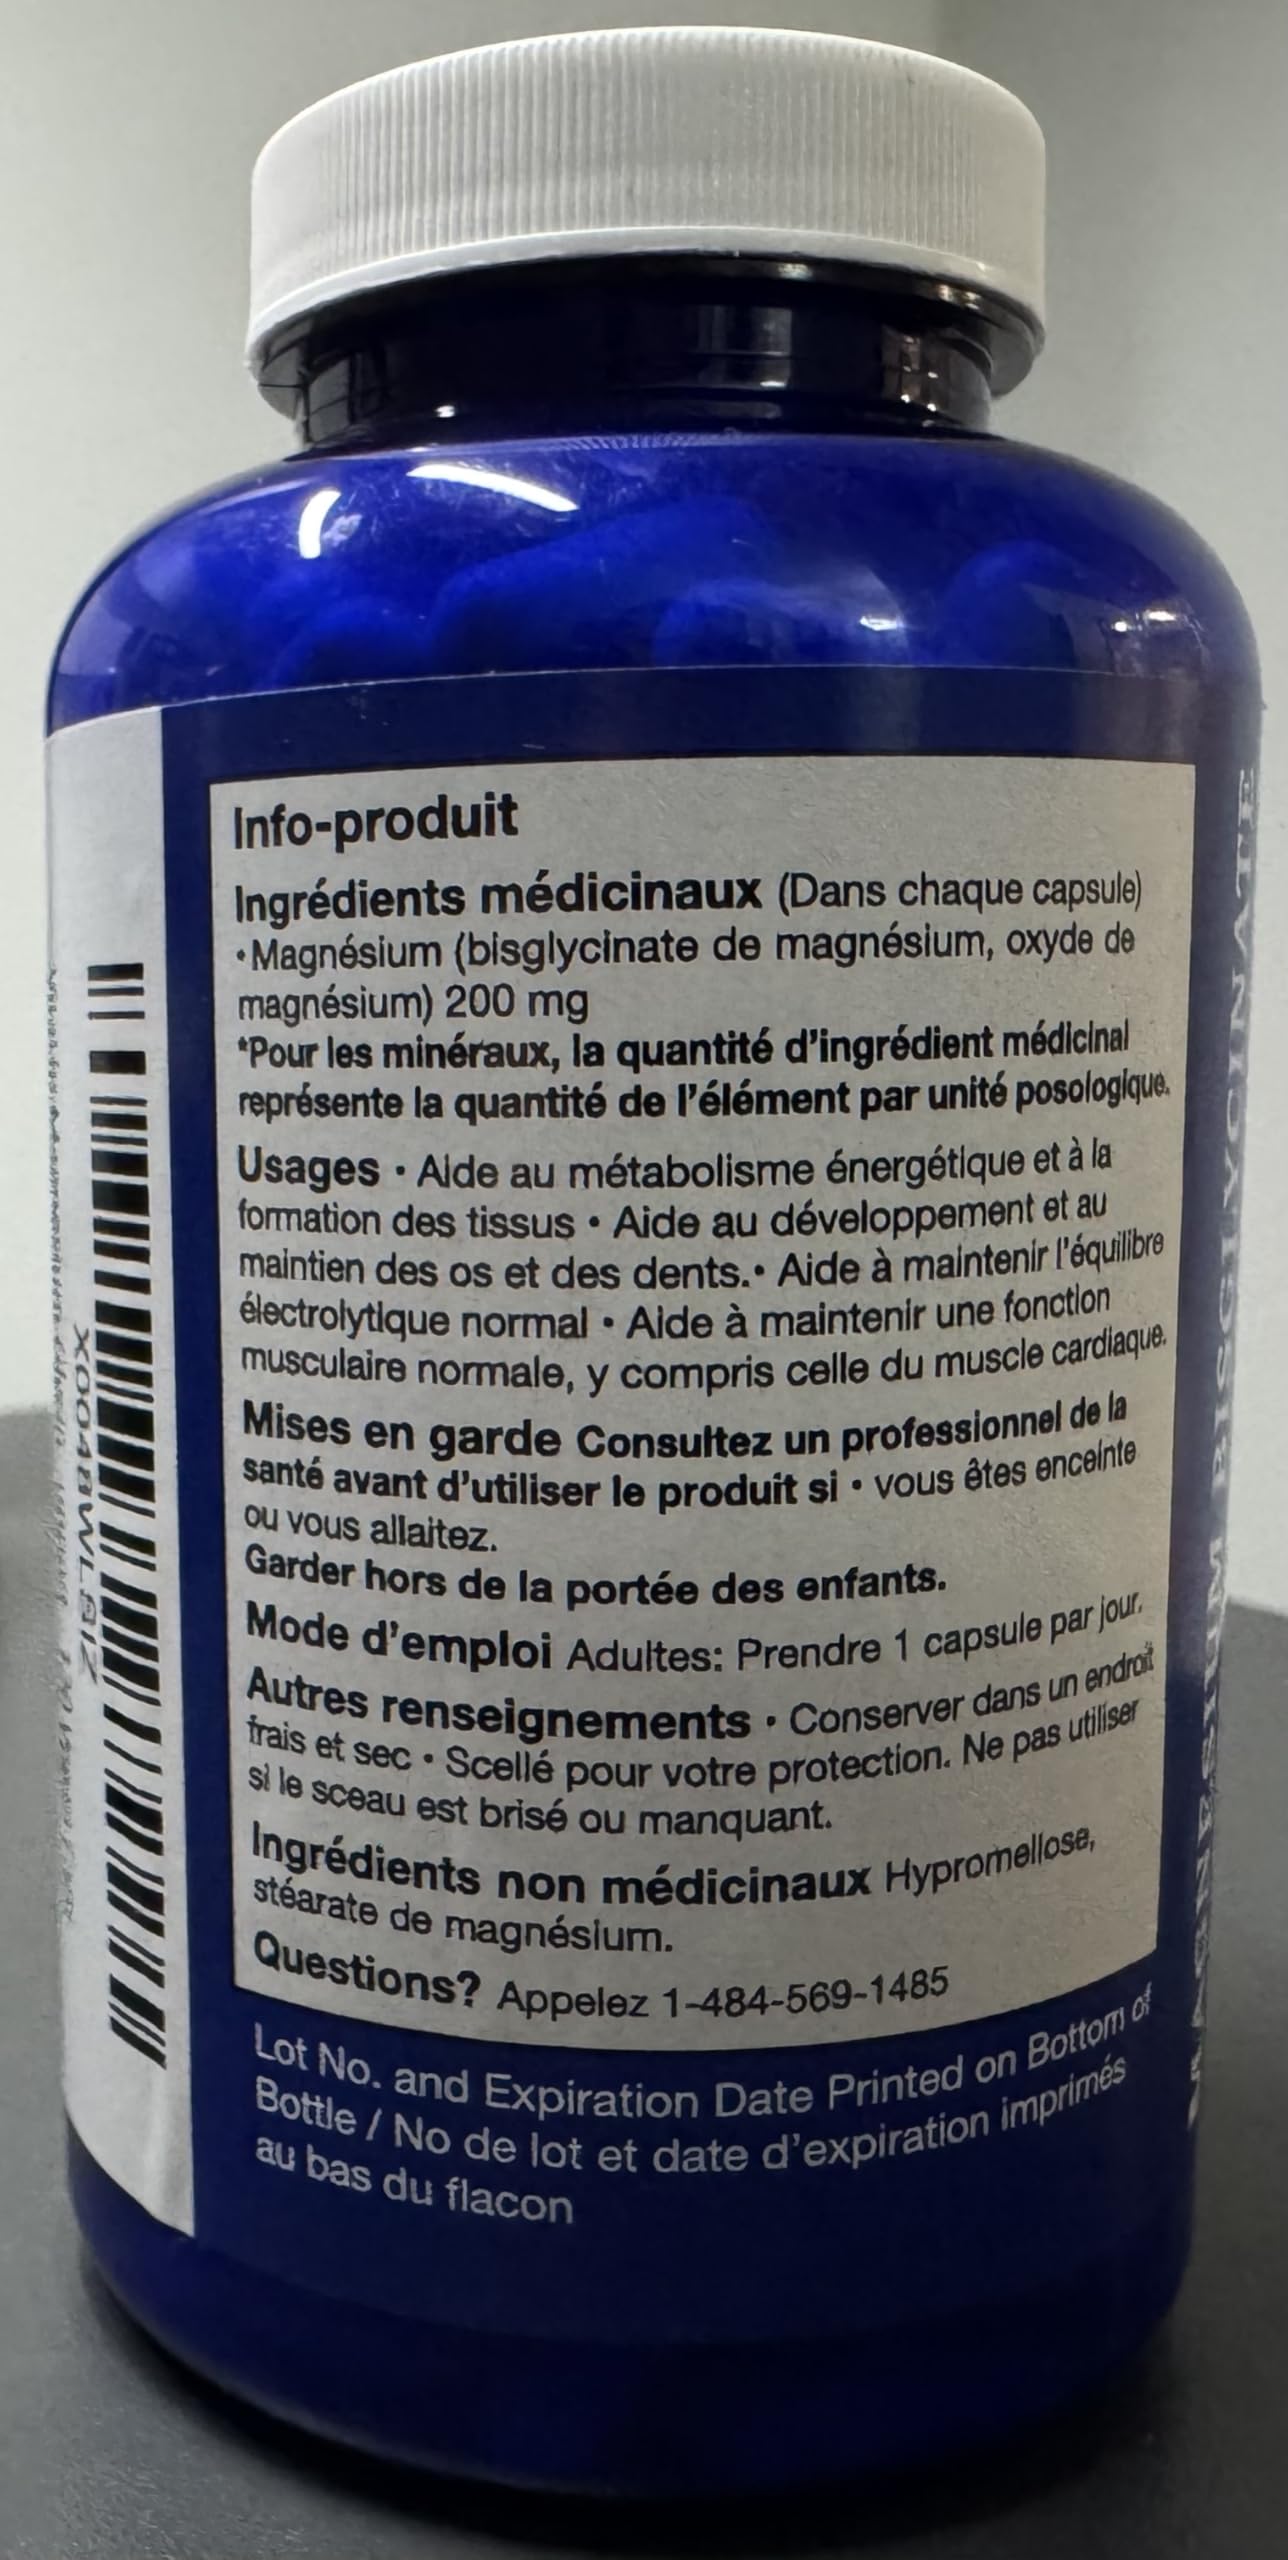 Info-produit
Ingrédients médicinaux (Dans chaque capsule)
•Magnésium (bisglycinate de magnésium, oxyde de
magnésium) 200 mg
*Pour les minéraux, la quantité d'ingrédient médicinal
représente la quantité de l'élément par unité posologique.
Usages • Aide au métabolisme énergétique et à la
formation des tissus • Aide au développement et au
maintien des os et des dents.• Aide à maintenir l'équilibre
électrolytique normal • Aide à maintenir une fonction
musculaire normale, y compris celle du muscle cardiaque.
Mises en garde Consultez un professionnel de la
santé avant d'utiliser le produit si • vous êtes enceinte
ou vous allaitez.
Garder hors de la portée des enfants.
Mode d'emploi Adultes: Prendre 1 capsule par jour.
Autres renseignements • Conserver dans un endroit
frais et sec • Scellé pour votre protection. Ne pas utiliser
si le sceau est brisé ou manquant.
Ingrédients non médicinaux Hypromellose,
stéarate de magnésium.
Questions? Appelez 1-484-569-1485
Lot No. and Expiration Date Printed on Bottom of
Bottle / No de lot et date d'expiration imprimés
au bas du flacon
MAGNESIUM BISGLYCINATE